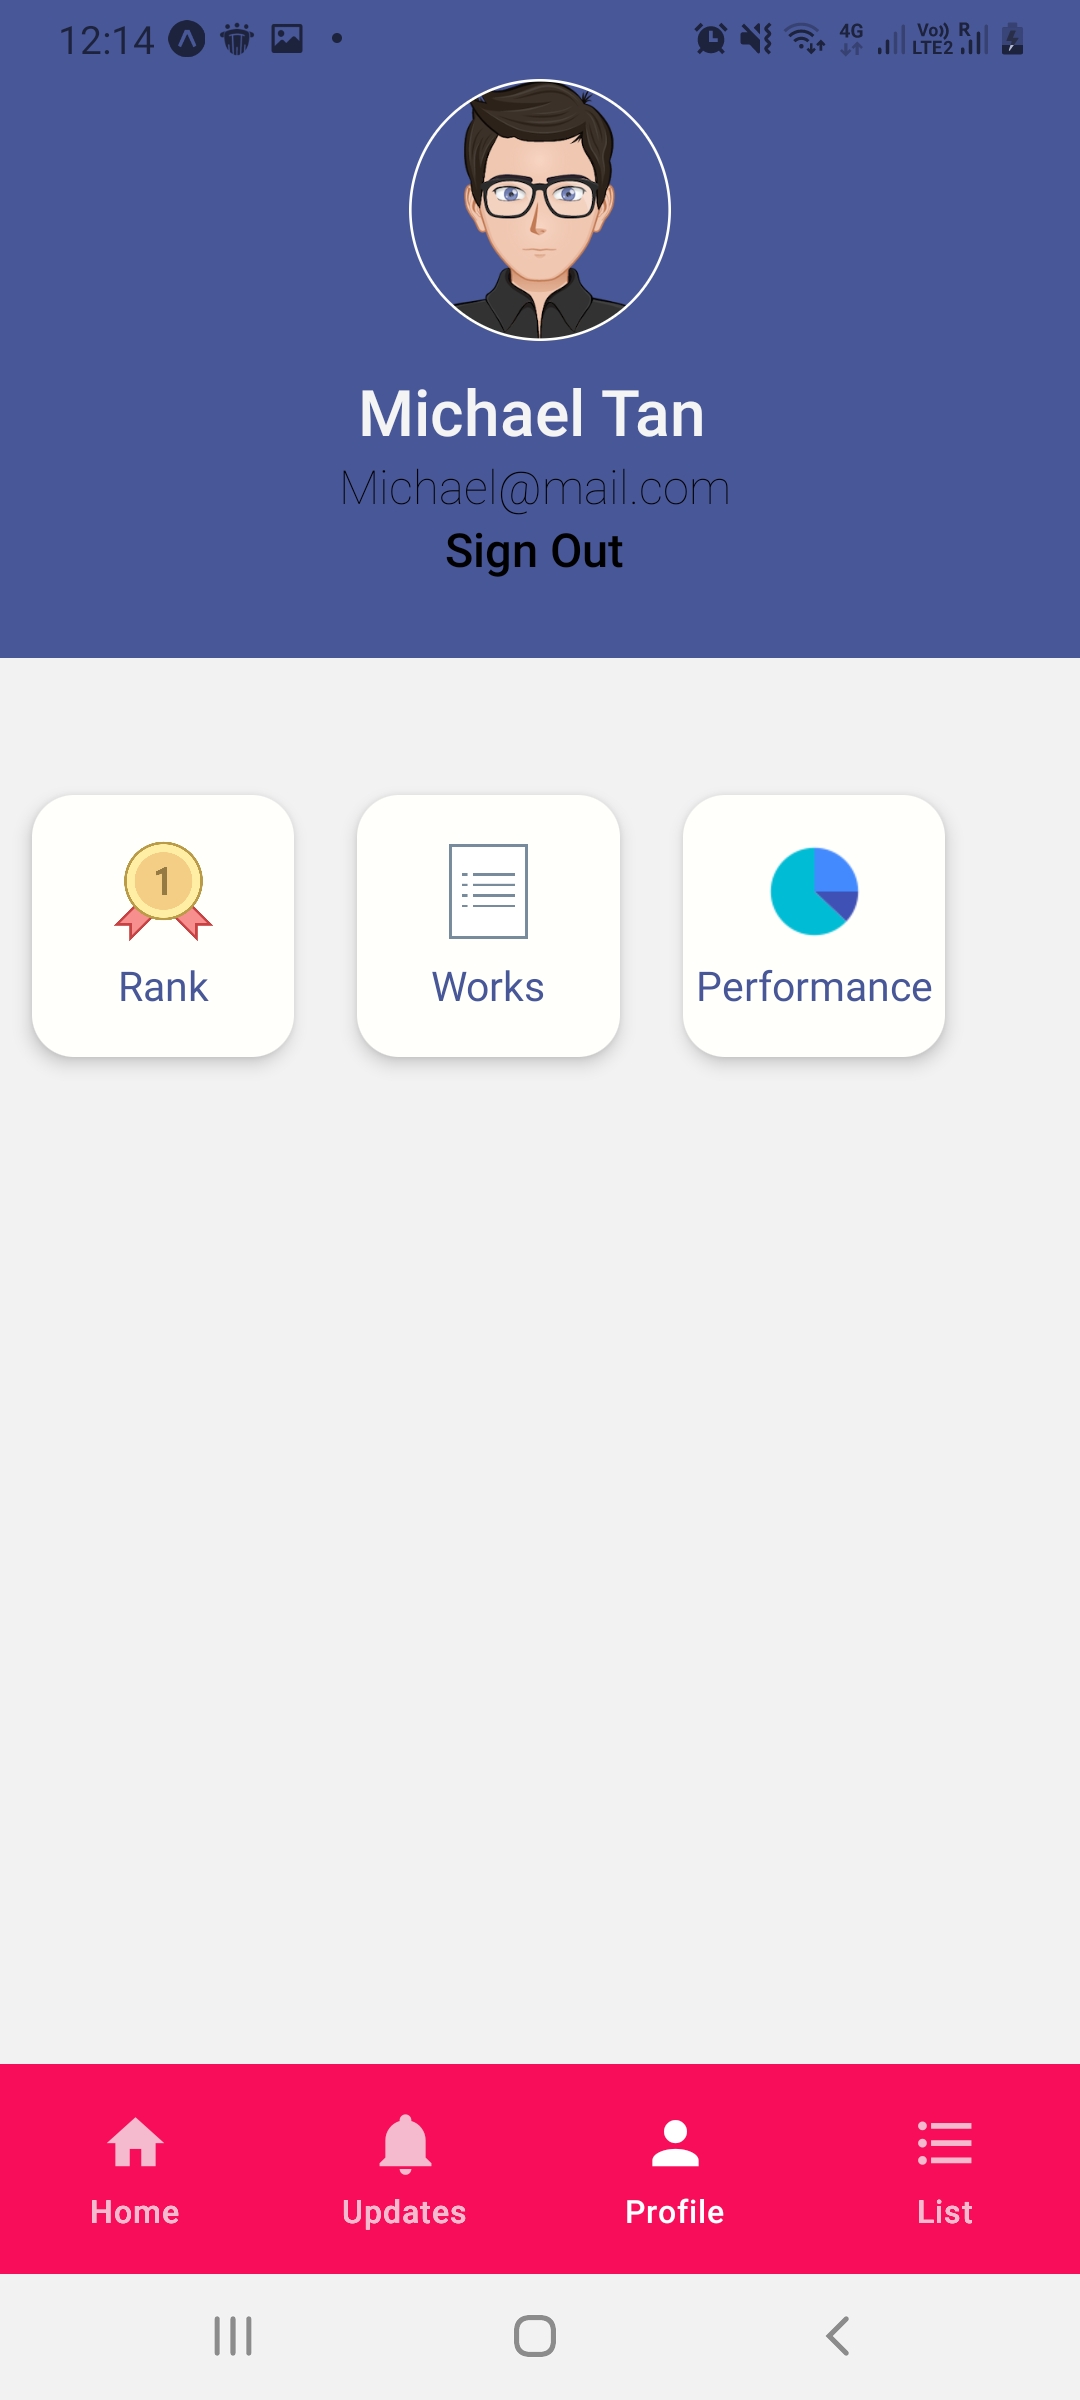 12:14 4G Vo)) LTE2 R
Michael Tan
Michael@mail.com
Sign Out
1
Rank Works Performance
Home Updates Profile List